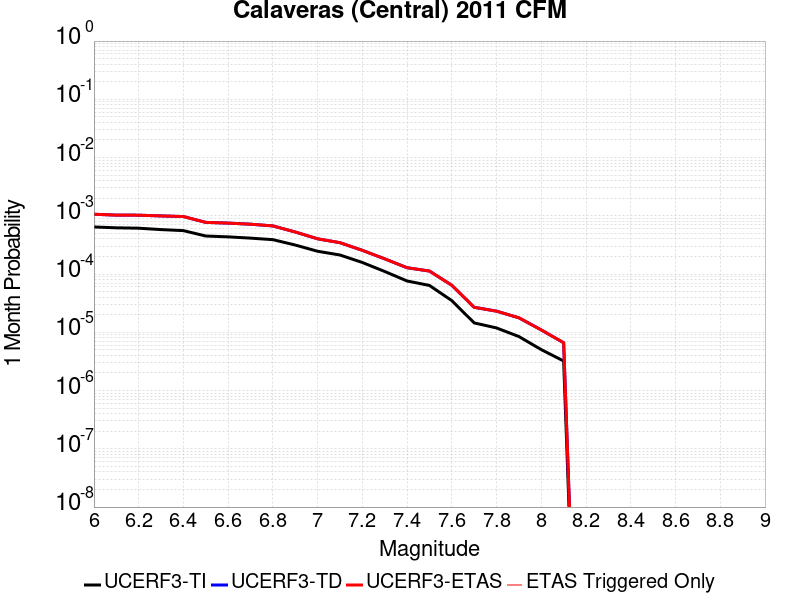 Calaveras (Central) 2011 CFM
10^0
10^-1
10^-2
10^-3
10^-4
10^-5
10^-6
10^-7
10^-8
1 Month Probability
6 6.2 6.4 6.6 6.8 7 7.2 7.4 7.6 7.8 8 8.2 8.4 8.6 8.8 9
Magnitude
UCERF3-TI UCERF3-TD UCERF3-ETAS ETAS Triggered Only